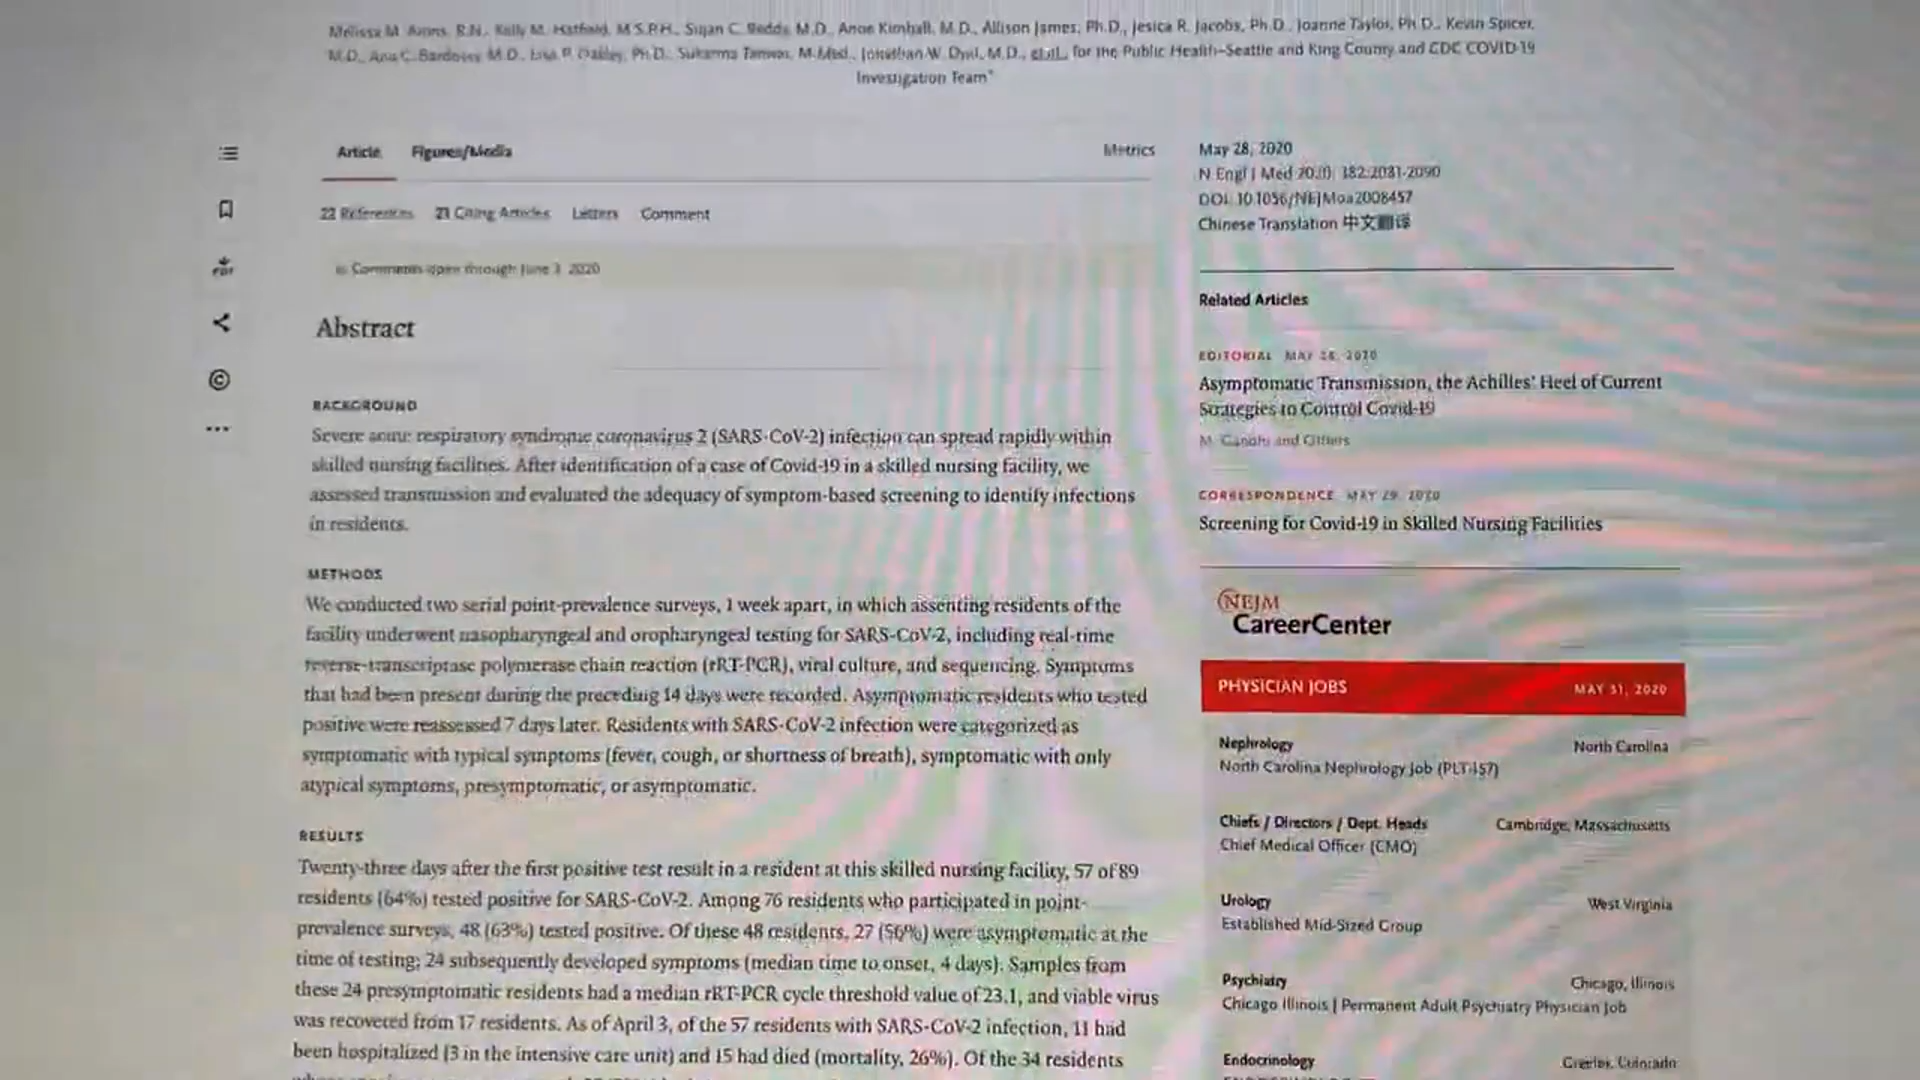 Melissa M. Arons, R.N., Kelly M. Hatfield, M.S.P.H., Sujan C. Reddy, M.D., Anne Kimball, M.D., Allison James, Ph.D., Jesica R. Jacobs, Ph.D., Joanne Taylor, Ph.D., Kevin Spicer,
M.D., Ana C. Bardossy, M.D., Lisa P. Oakley, Ph.D., Sukarma Tanwar, M.Med., Jonathan W. Dyal, M.D., et al., for the Public Health–Seattle and King County and CDC COVID-19
Investigation Team*
Article Figures/Media
Metrics
22 References Citing Articles Letters Comment
Comments open through June 3, 2020
Abstract
BACKGROUND
Severe acute respiratory syndrome coronavirus 2 (SARS-CoV-2) infection can spread rapidly within
skilled nursing facilities. After identification of a case of Covid-19 in a skilled nursing facility, we
assessed transmission and evaluated the adequacy of symptom-based screening to identify infections
in residents.
METHODS
We conducted two serial point-prevalence surveys, 1 week apart, in which assenting residents of the
facility underwent nasopharyngeal and oropharyngeal testing for SARS-CoV-2, including real-time
reverse-transcriptase polymerase chain reaction (rRT-PCR), viral culture, and sequencing. Symptoms
that had been present during the preceding 14 days were recorded. Asymptomatic residents who tested
positive were reassessed 7 days later. Residents with SARS-CoV-2 infection were categorized as
symptomatic with typical symptoms (fever, cough, or shortness of breath), symptomatic with only
atypical symptoms, presymptomatic, or asymptomatic.
RESULTS
Twenty-three days after the first positive test result in a resident at this skilled nursing facility, 57 of 89
residents (64%) tested positive for SARS-CoV-2. Among 76 residents who participated in point-
prevalence surveys, 48 (63%) tested positive. Of these 48 residents, 27 (56%) were asymptomatic at the
time of testing; 24 subsequently developed symptoms (median time to onset, 4 days). Samples from
these 24 presymptomatic residents had a median rRT-PCR cycle threshold value of 23.1, and viable virus
was recovered from 17 residents. As of April 3, of the 57 residents with SARS-CoV-2 infection, 11 had
been hospitalized (3 in the intensive care unit) and 15 had died (mortality, 26%). Of the 34 residents
May 28, 2020
N Engl J Med 2020; 382:2081-2090
DOI: 10.1056/NEJMoa2008457
Chinese Translation 中文翻译
Related Articles
EDITORIAL MAY 28, 2020
Asymptomatic Transmission, the Achilles' Heel of Current
Strategies to Control Covid-19
M. Gandhi and Others
CORRESPONDENCE MAY 29, 2020
Screening for Covid-19 in Skilled Nursing Facilities
NEJM
CareerCenter
PHYSICIAN JOBS MAY 31, 2020
Nephrology North Carolina
North Carolina Nephrology Job (PLT-157)
Chiefs / Directors / Dept. Heads Cambridge, Massachusetts
Chief Medical Officer (CMO)
Urology West Virginia
Established Mid-Sized Group
Psychiatry Chicago, Illinois
Chicago Illinois | Permanent Adult Psychiatry Physician Job
Endocrinology Greeley, Colorado